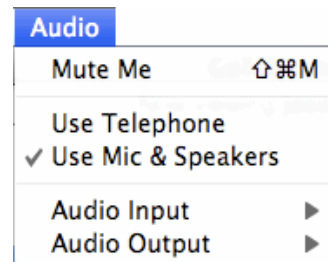 Audio
Mute Me ⇧⌘M
Use Telephone
✓ Use Mic & Speakers
Audio Input ▶
Audio Output ▶